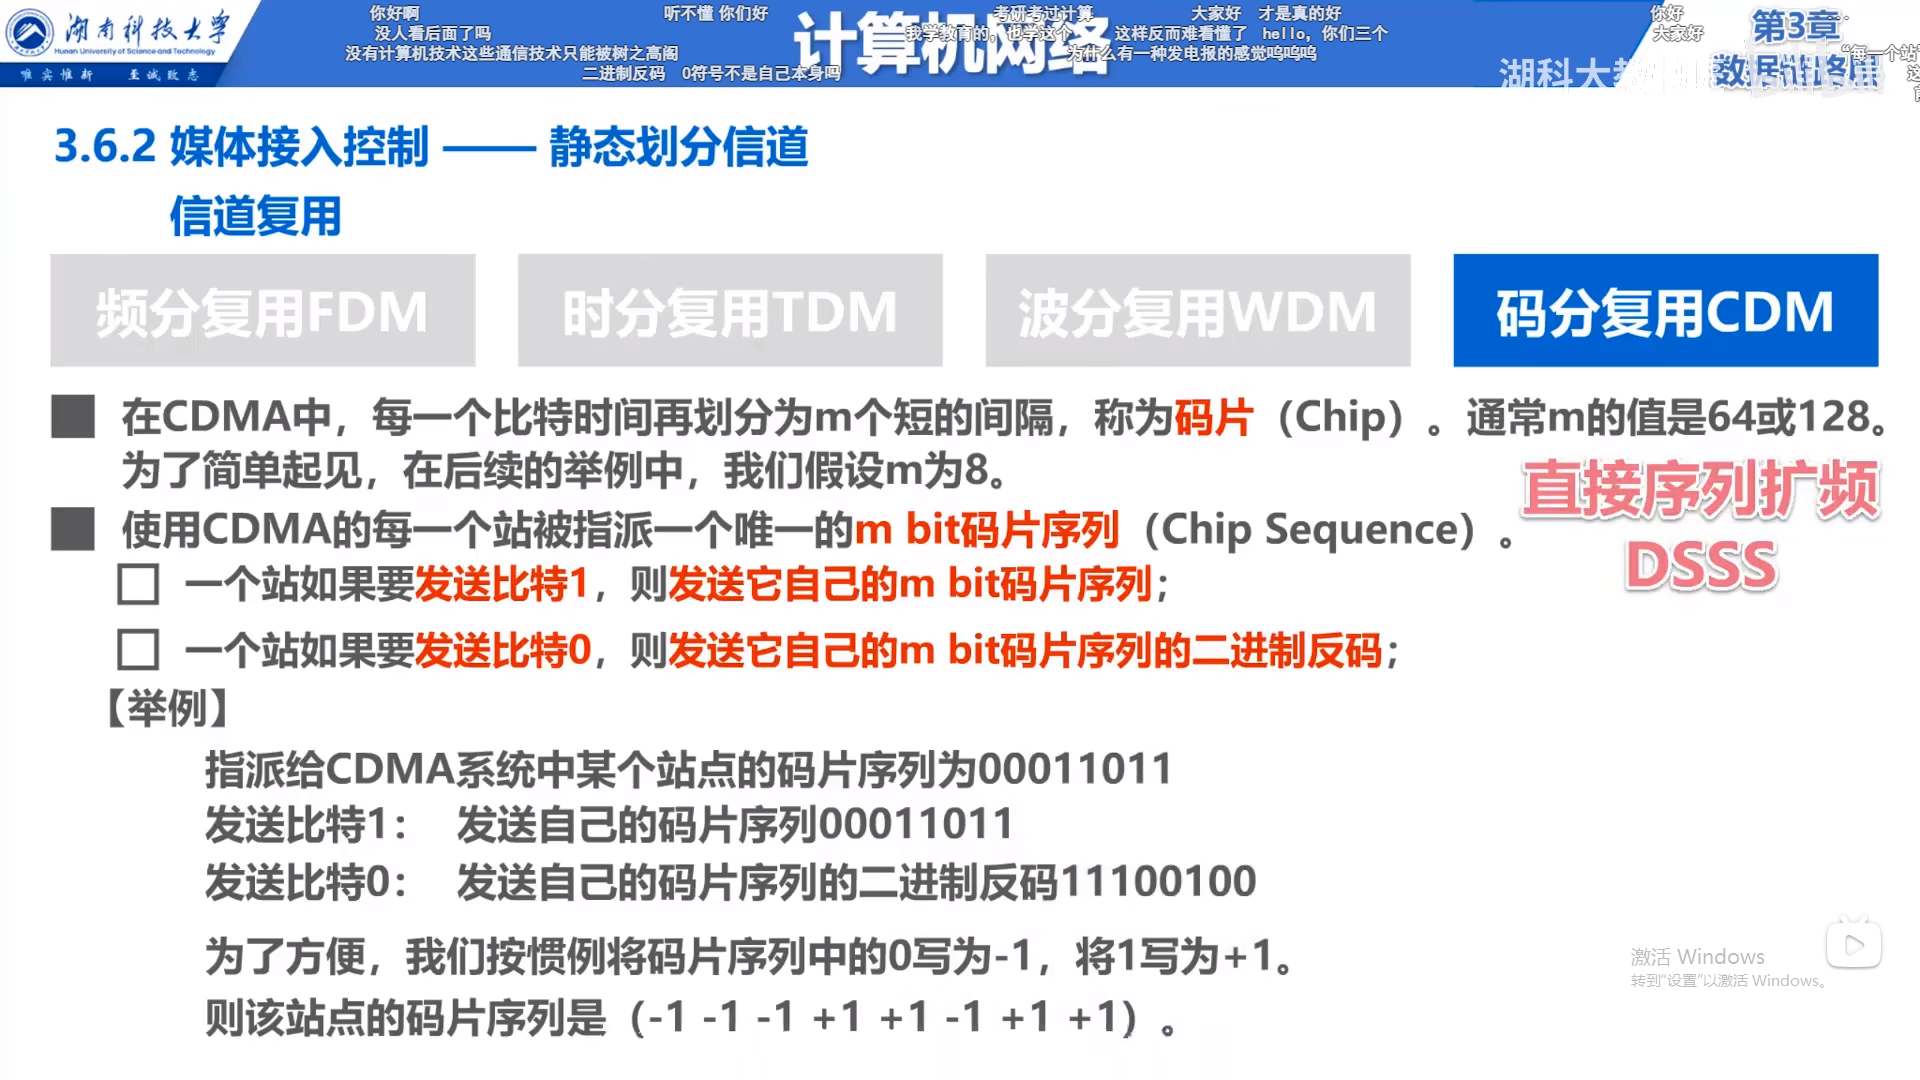 湖南科技大学
Hunan University of Science and Technology
唯实惟新 至诚致志
计算机网络
第3章
数据链路层
湖科大教
你好啊
听不懂 你们好
考研考过计算
大家好 才是真的好
你好
没人看后面了吗
我学教育的，也学这个
这样反而难看懂了 hello，你们三个
大家好
没有计算机技术这些通信技术只能被树之高阁
为什么有一种发电报的感觉呜呜呜
“每一个站
二进制反码 0符号不是自己本身吗
3.6.2 媒体接入控制 —— 静态划分信道
信道复用
频分复用FDM
时分复用TDM
波分复用WDM
码分复用CDM
在CDMA中，每一个比特时间再划分为m个短的间隔，称为码片（Chip）。通常m的值是64或128。
为了简单起见，在后续的举例中，我们假设m为8。
直接序列扩频
DSSS
使用CDMA的每一个站被指派一个唯一的m bit码片序列（Chip Sequence）。
一个站如果要发送比特1，则发送它自己的m bit码片序列；
一个站如果要发送比特0，则发送它自己的m bit码片序列的二进制反码；
【举例】
指派给CDMA系统中某个站点的码片序列为00011011
发送比特1： 发送自己的码片序列00011011
发送比特0： 发送自己的码片序列的二进制反码11100100
为了方便，我们按惯例将码片序列中的0写为-1，将1写为+1。
则该站点的码片序列是（-1 -1 -1 +1 +1 -1 +1 +1）。
激活 Windows
转到“设置”以激活 Windows。